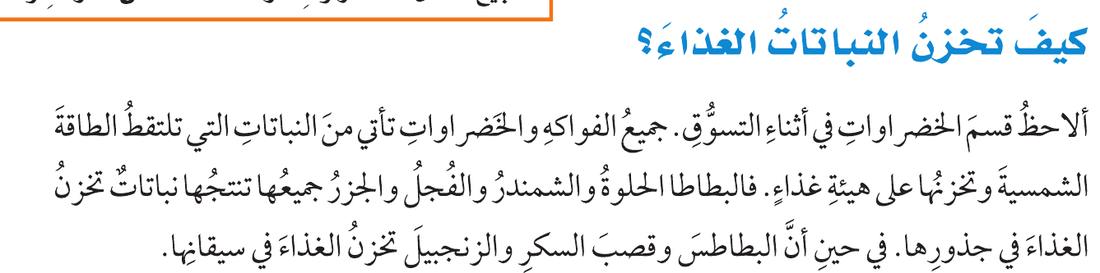 كيفَ تخزنُ النباتاتُ الغذاءَ؟
ألاحظُ قسمَ الخضراواتِ في أثناءِ التسوُّقِ. جميعُ الفواكهِ والخَضراواتِ تأتي منَ النباتاتِ التي تلتقطُ الطاقةَ
الشمسيةَ وتخزنُها على هيئةِ غذاءٍ. فالبطاطا الحلوةُ والشمندرُ والفُجلُ والجزرُ جميعُها تنتجُها نباتاتٌ تخزنُ
الغذاءَ في جذورِها. في حينِ أنَّ البطاطسَ وقصبَ السكرِ والزنجبيلَ تخزنُ الغذاءَ في سيقانِها.